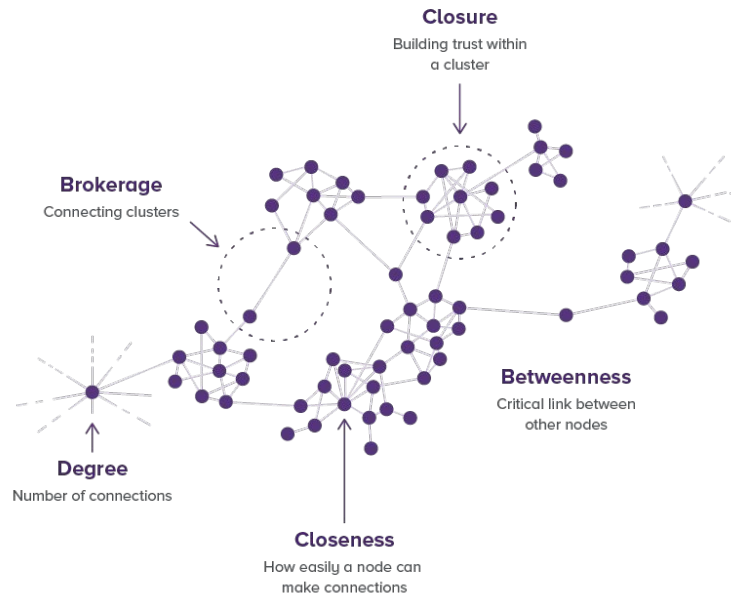 Closure
Building trust within
a cluster
Brokerage
Connecting clusters
Betweenness
Critical link between
other nodes
Degree
Number of connections
Closeness
How easily a node can
make connections